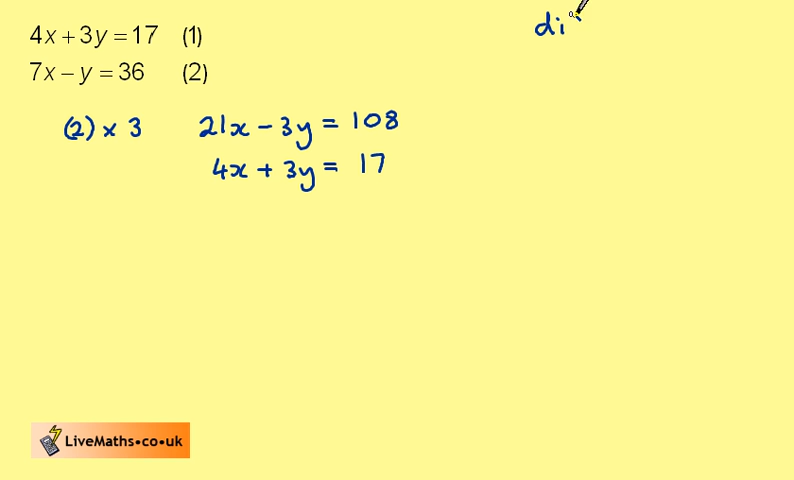 4x + 3y = 17 (1)
di
7x − y = 36 (2)
(2) × 3 21x − 3y = 108
4x + 3y = 17
LiveMaths•co•uk